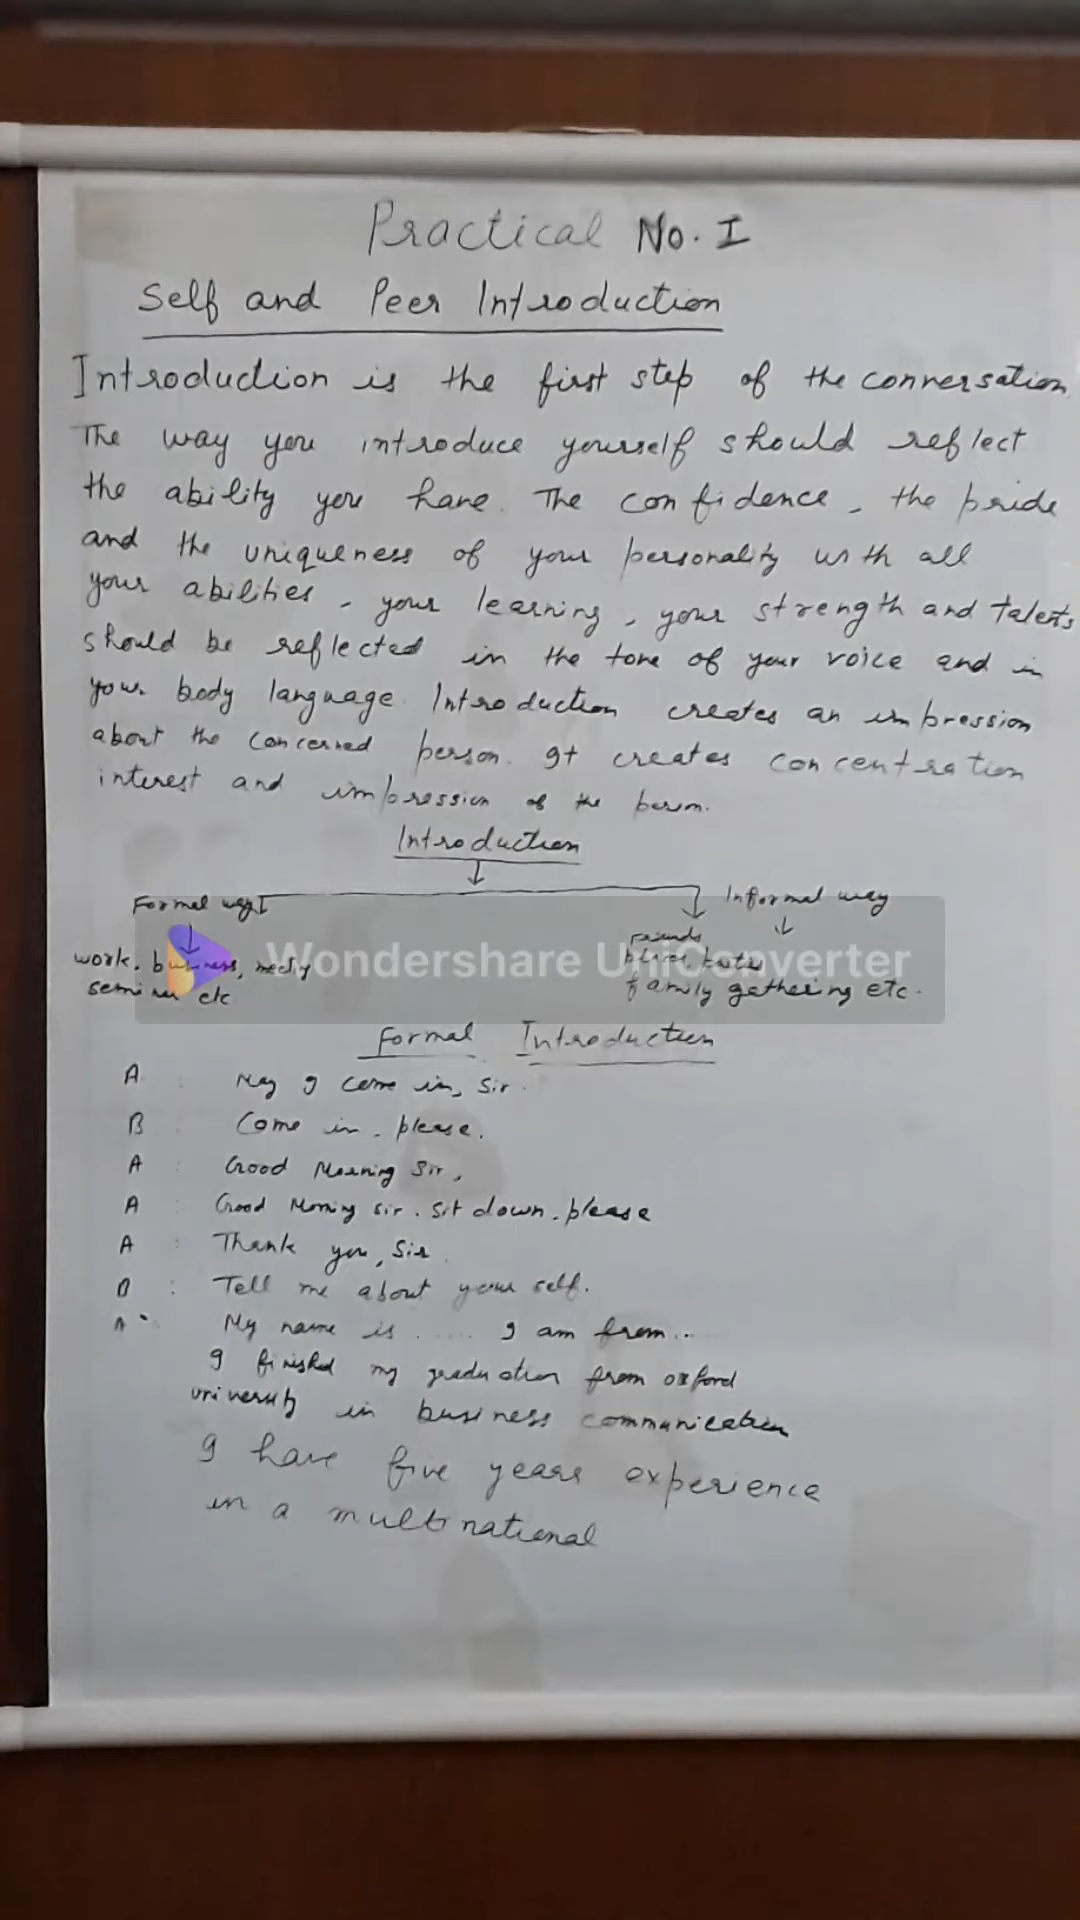 Practical No. I
Self and Peer Introduction
Introduction is the first step of the conversation
The way you introduce yourself should reflect
the ability you have. The confidence, the pride
and the uniqueness of your personality with all
your abilities, your learning, your strength and talents
should be reflected in the tone of your voice and in
your body language. Introduction creates an impression
about the concerned person. It creates concentration
interest and impression of the person.
Introduction
Formal way
Informal way
work, business, meeting
seminar etc
friends
places, parties
family gathering etc.
Wondershare UniConverter
Formal Introduction
A : May I come in, Sir.
B : Come in, please.
A : Good Morning Sir,
A : Good Morning sir. Sit down, please
A : Thank you, Sir.
B : Tell me about your self.
A : My name is ...... I am from...
I finished my graduation from oxford
university in business communication
I have five years experience
in a multinational